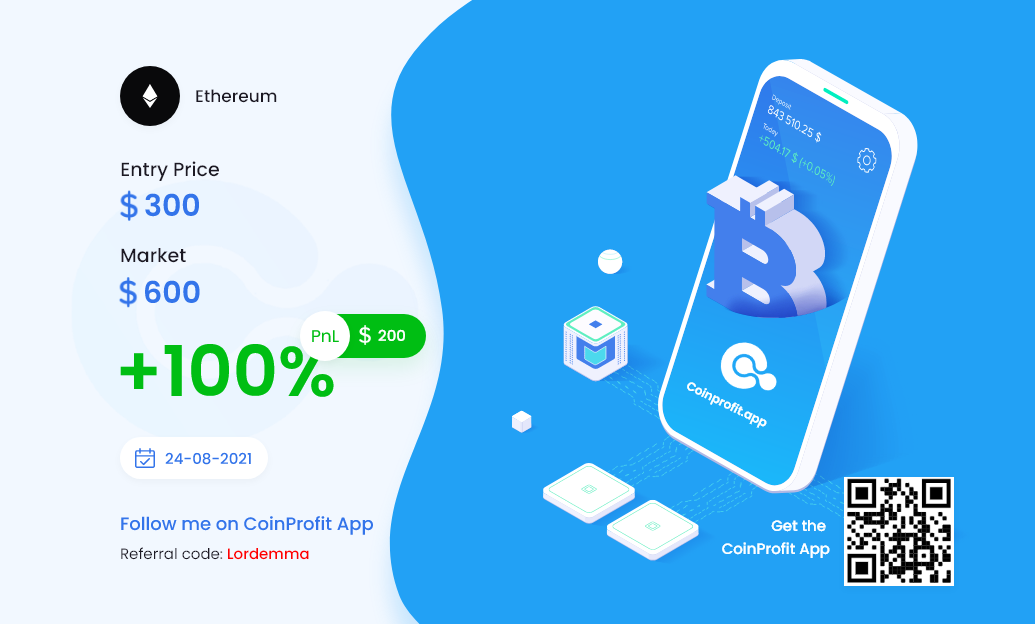 Ethereum
Entry Price
$ 300
Market
$ 600
PnL $ 200
+100%
24-08-2021
Follow me on CoinProfit App
Referral code: Lordemma
Deposit
843 510.25 $
Today
+504.17 $ (+0.05%)
Coinprofit.app
Get the
CoinProfit App